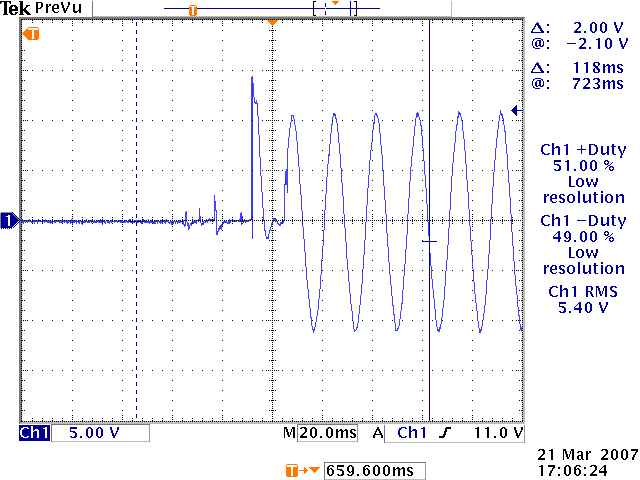 Tek PreVu
T
T
Δ: 2.00 V
@: −2.10 V
Δ: 118ms
@: 723ms
Ch1 +Duty
51.00 %
Low
resolution
1
Ch1 −Duty
49.00 %
Low
resolution
Ch1 RMS
5.40 V
Ch1 5.00 V M 20.0ms A Ch1 11.0 V
T 659.600ms
21 Mar 2007
17:06:24